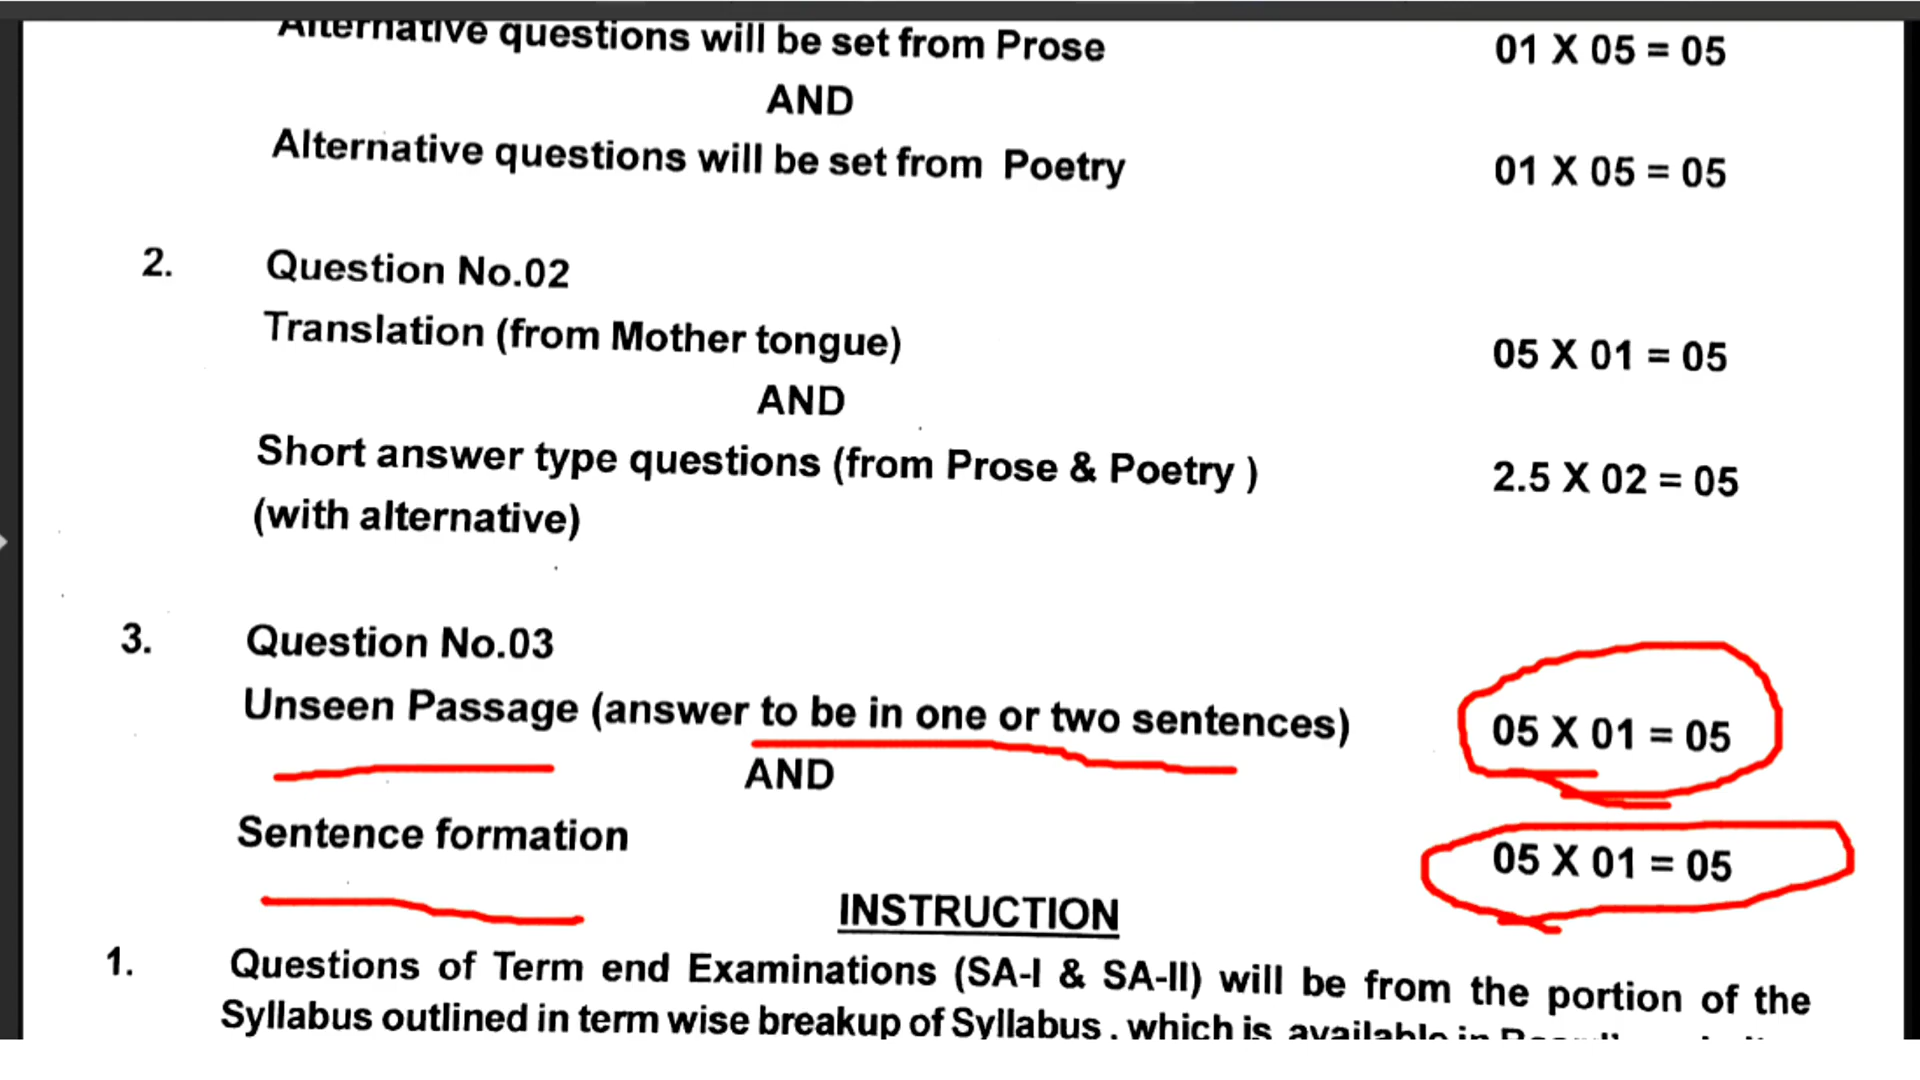 Alternative questions will be set from Prose 01 X 05 = 05
AND
Alternative questions will be set from Poetry 01 X 05 = 05
2. Question No.02
Translation (from Mother tongue) 05 X 01 = 05
AND
Short answer type questions (from Prose & Poetry ) 2.5 X 02 = 05
(with alternative)
3. Question No.03
Unseen Passage (answer to be in one or two sentences) 05 X 01 = 05
AND
Sentence formation 05 X 01 = 05
INSTRUCTION
1. Questions of Term end Examinations (SA-I & SA-II) will be from the portion of the
Syllabus outlined in term wise breakup of Syllabus . which is available in